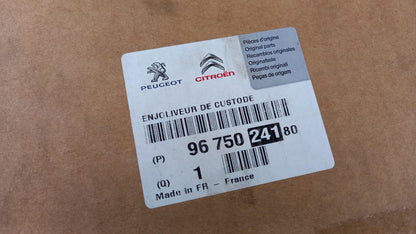 PEUGEOT
CITROËN
Pièces d'origine
Original parts
Recambios originales
Originalteile
Ricambi originali
Peças de origem
ENJOLIVEUR DE CUSTODE
(P) 96 750 241 80
(Q) 1
Made in FR - France